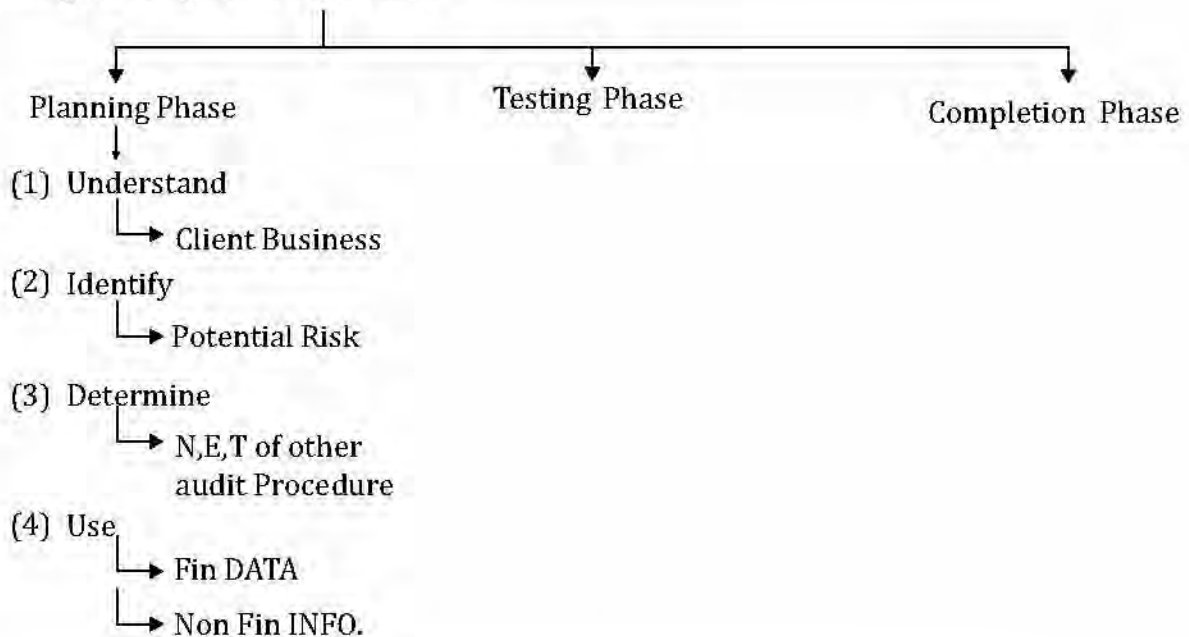 Planning Phase
Testing Phase
Completion Phase
(1) Understand
Client Business
(2) Identify
Potential Risk
(3) Determine
N,E,T of other
audit Procedure
(4) Use
Fin DATA
Non Fin INFO.